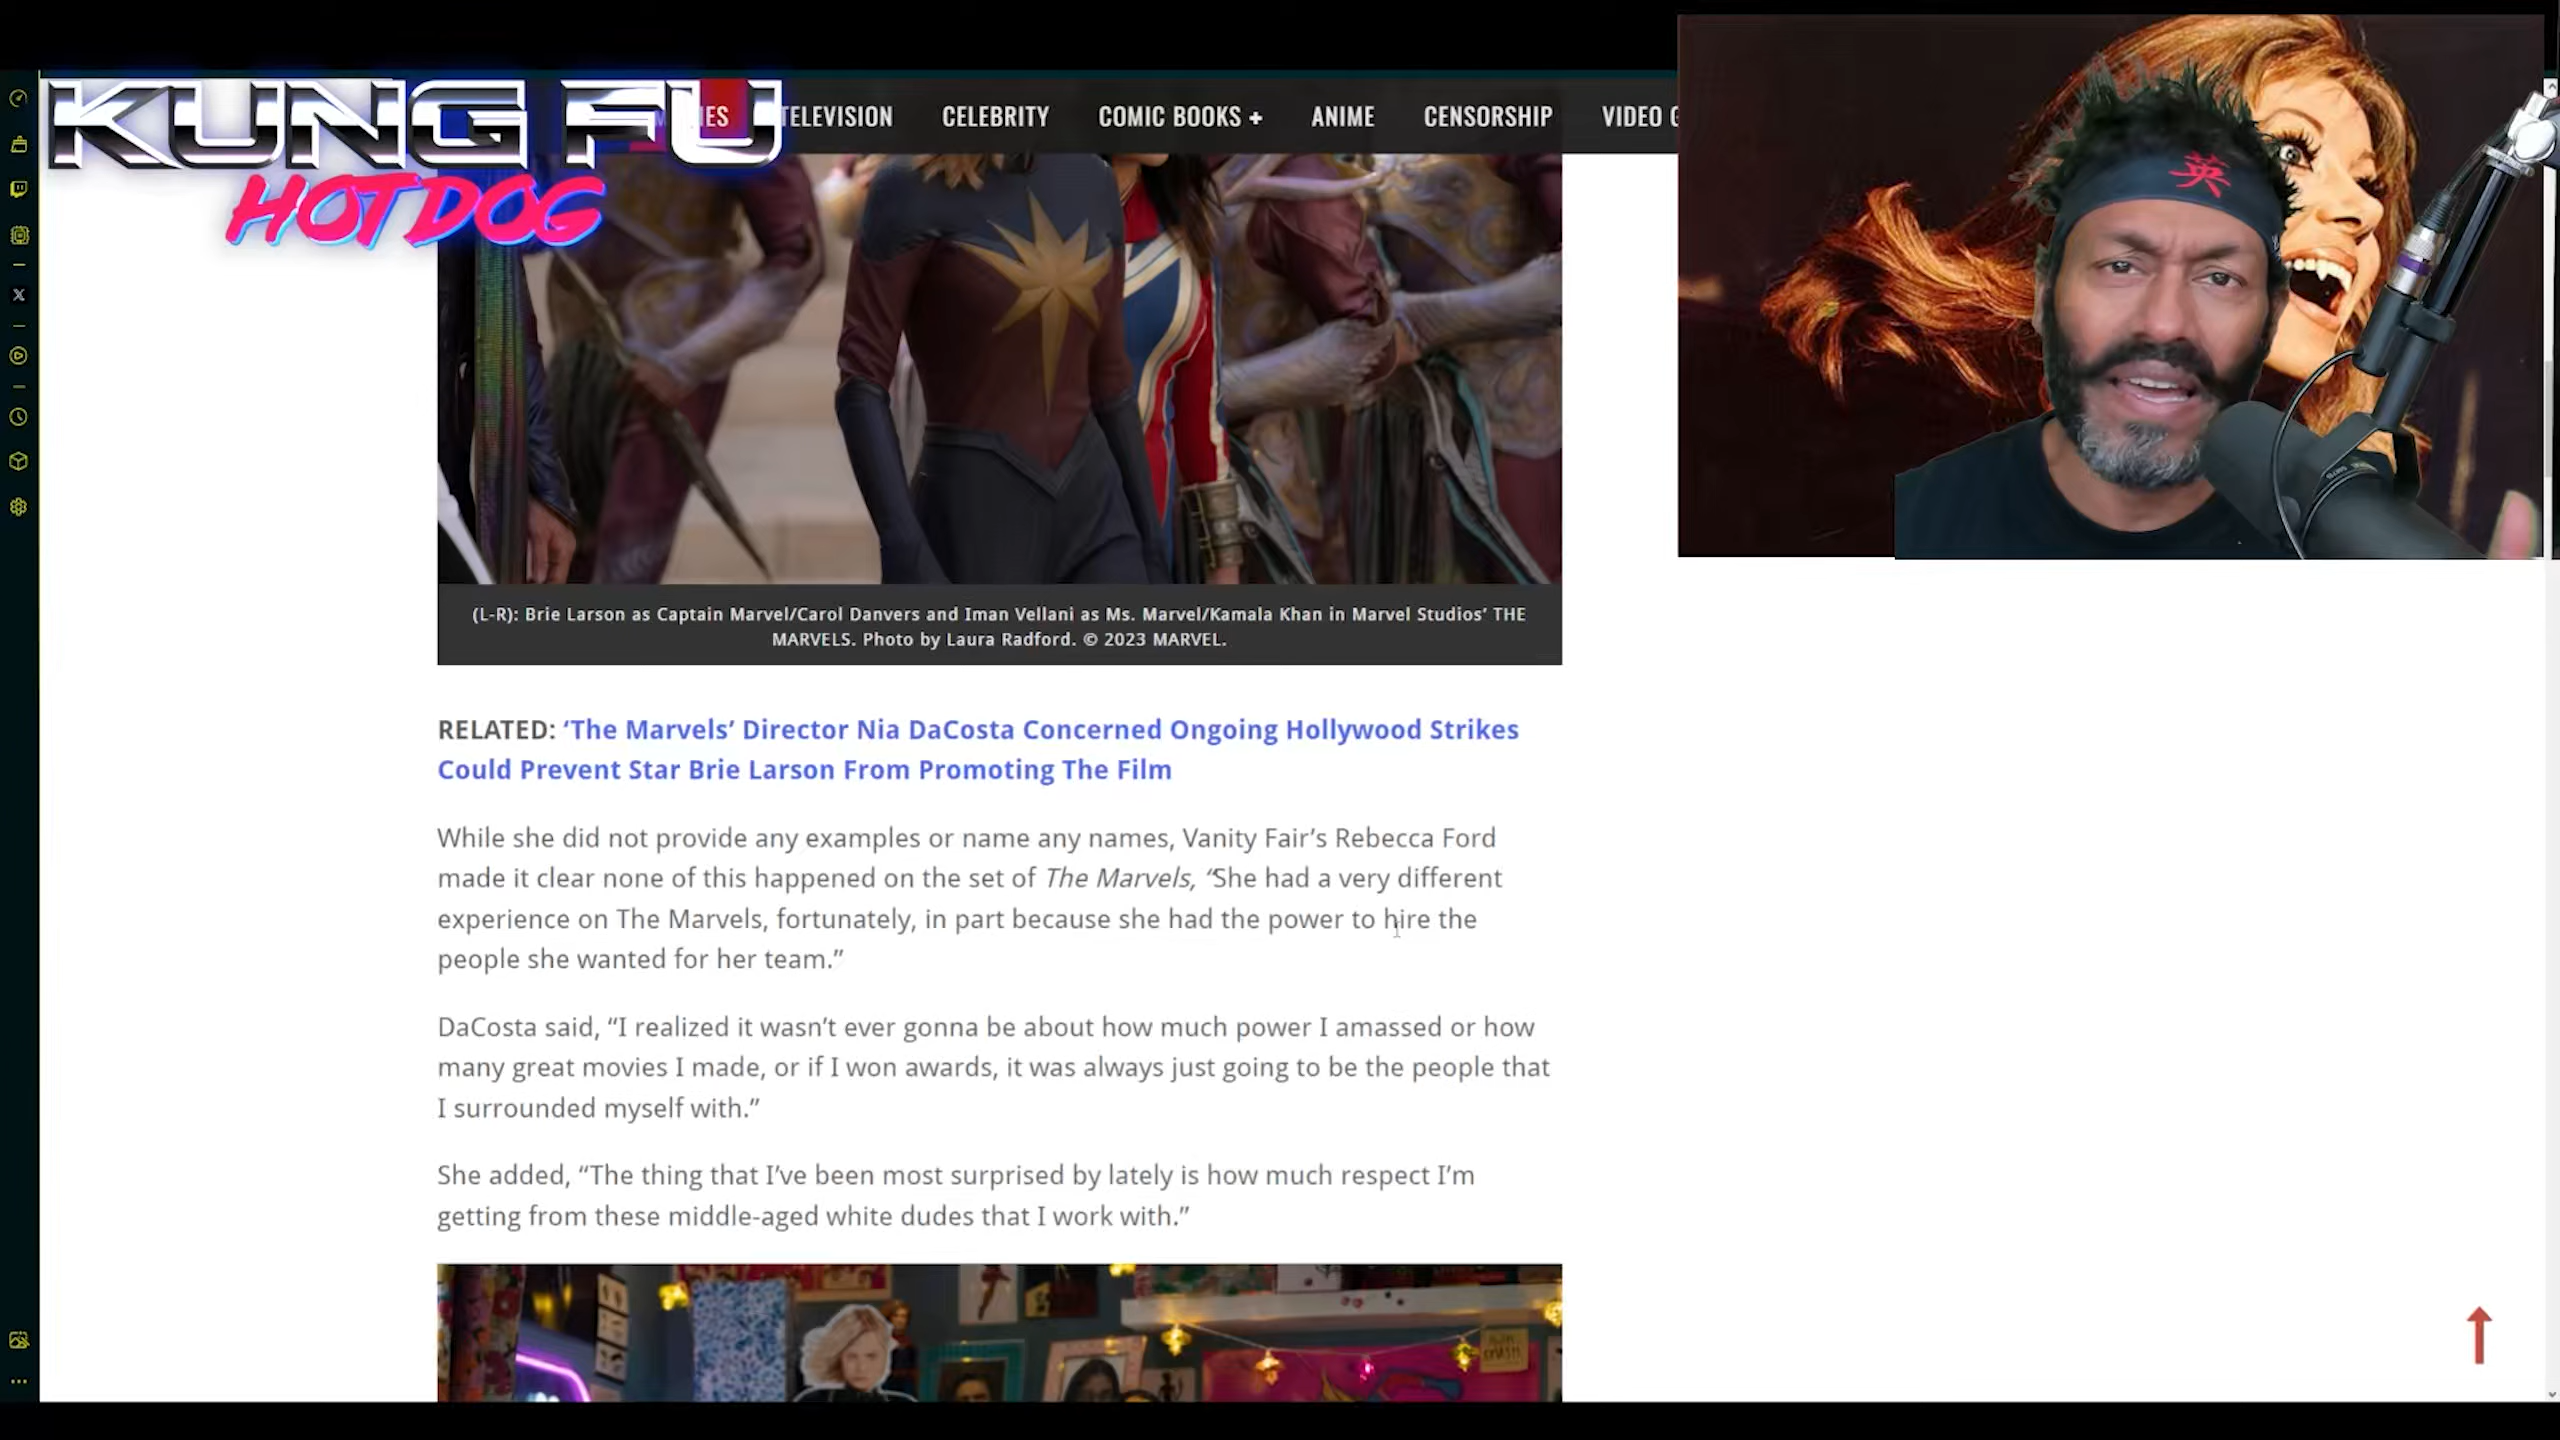 KUNG FU
HOT DOG
IES TELEVISION CELEBRITY COMIC BOOKS + ANIME CENSORSHIP VIDEO G
英
(L-R): Brie Larson as Captain Marvel/Carol Danvers and Iman Vellani as Ms. Marvel/Kamala Khan in Marvel Studios’ THE
MARVELS. Photo by Laura Radford. © 2023 MARVEL.
RELATED: ‘The Marvels’ Director Nia DaCosta Concerned Ongoing Hollywood Strikes
Could Prevent Star Brie Larson From Promoting The Film
While she did not provide any examples or name any names, Vanity Fair’s Rebecca Ford
made it clear none of this happened on the set of The Marvels, “She had a very different
experience on The Marvels, fortunately, in part because she had the power to hire the
people she wanted for her team.”
DaCosta said, “I realized it wasn’t ever gonna be about how much power I amassed or how
many great movies I made, or if I won awards, it was always just going to be the people that
I surrounded myself with.”
She added, “The thing that I’ve been most surprised by lately is how much respect I’m
getting from these middle-aged white dudes that I work with.”